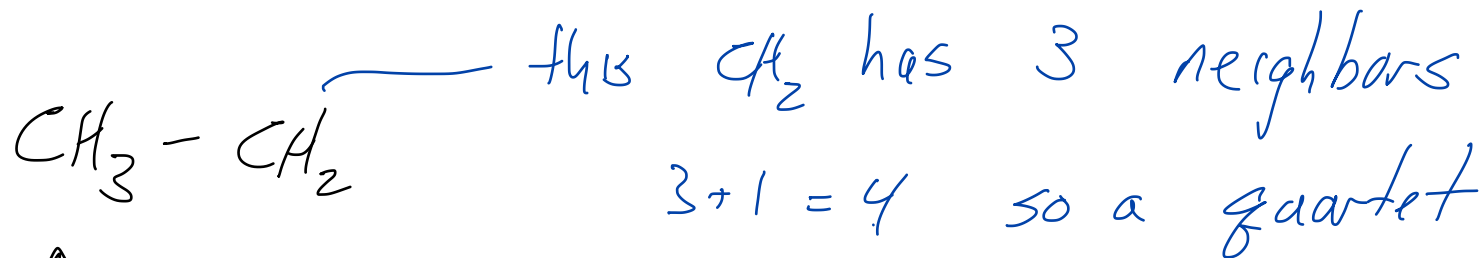 this CH₂ has 3 neighbors
CH₃ - CH₂
3+1 = 4 so a quartet